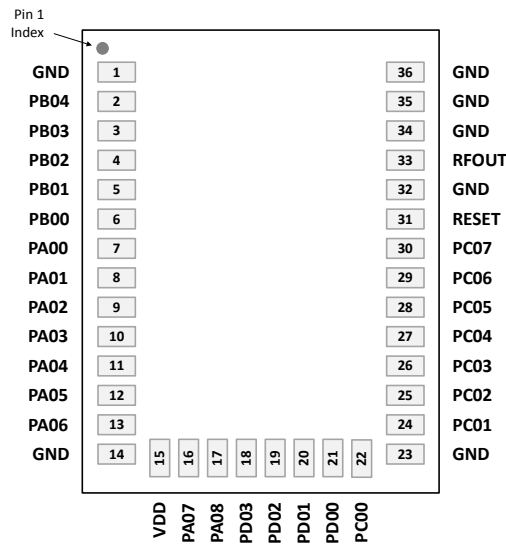 Pin 1
Index
GND 1 36 GND
PB04 2 35 GND
PB03 3 34 GND
PB02 4 33 RFOUT
PB01 5 32 GND
PB00 6 31 RESET
PA00 7 30 PC07
PA01 8 29 PC06
PA02 9 28 PC05
PA03 10 27 PC04
PA04 11 26 PC03
PA05 12 25 PC02
PA06 13 24 PC01
GND 14 23 GND
15 16 17 18 19 20 21 22
VDD PA07 PA08 PD03 PD02 PD01 PD00 PC00